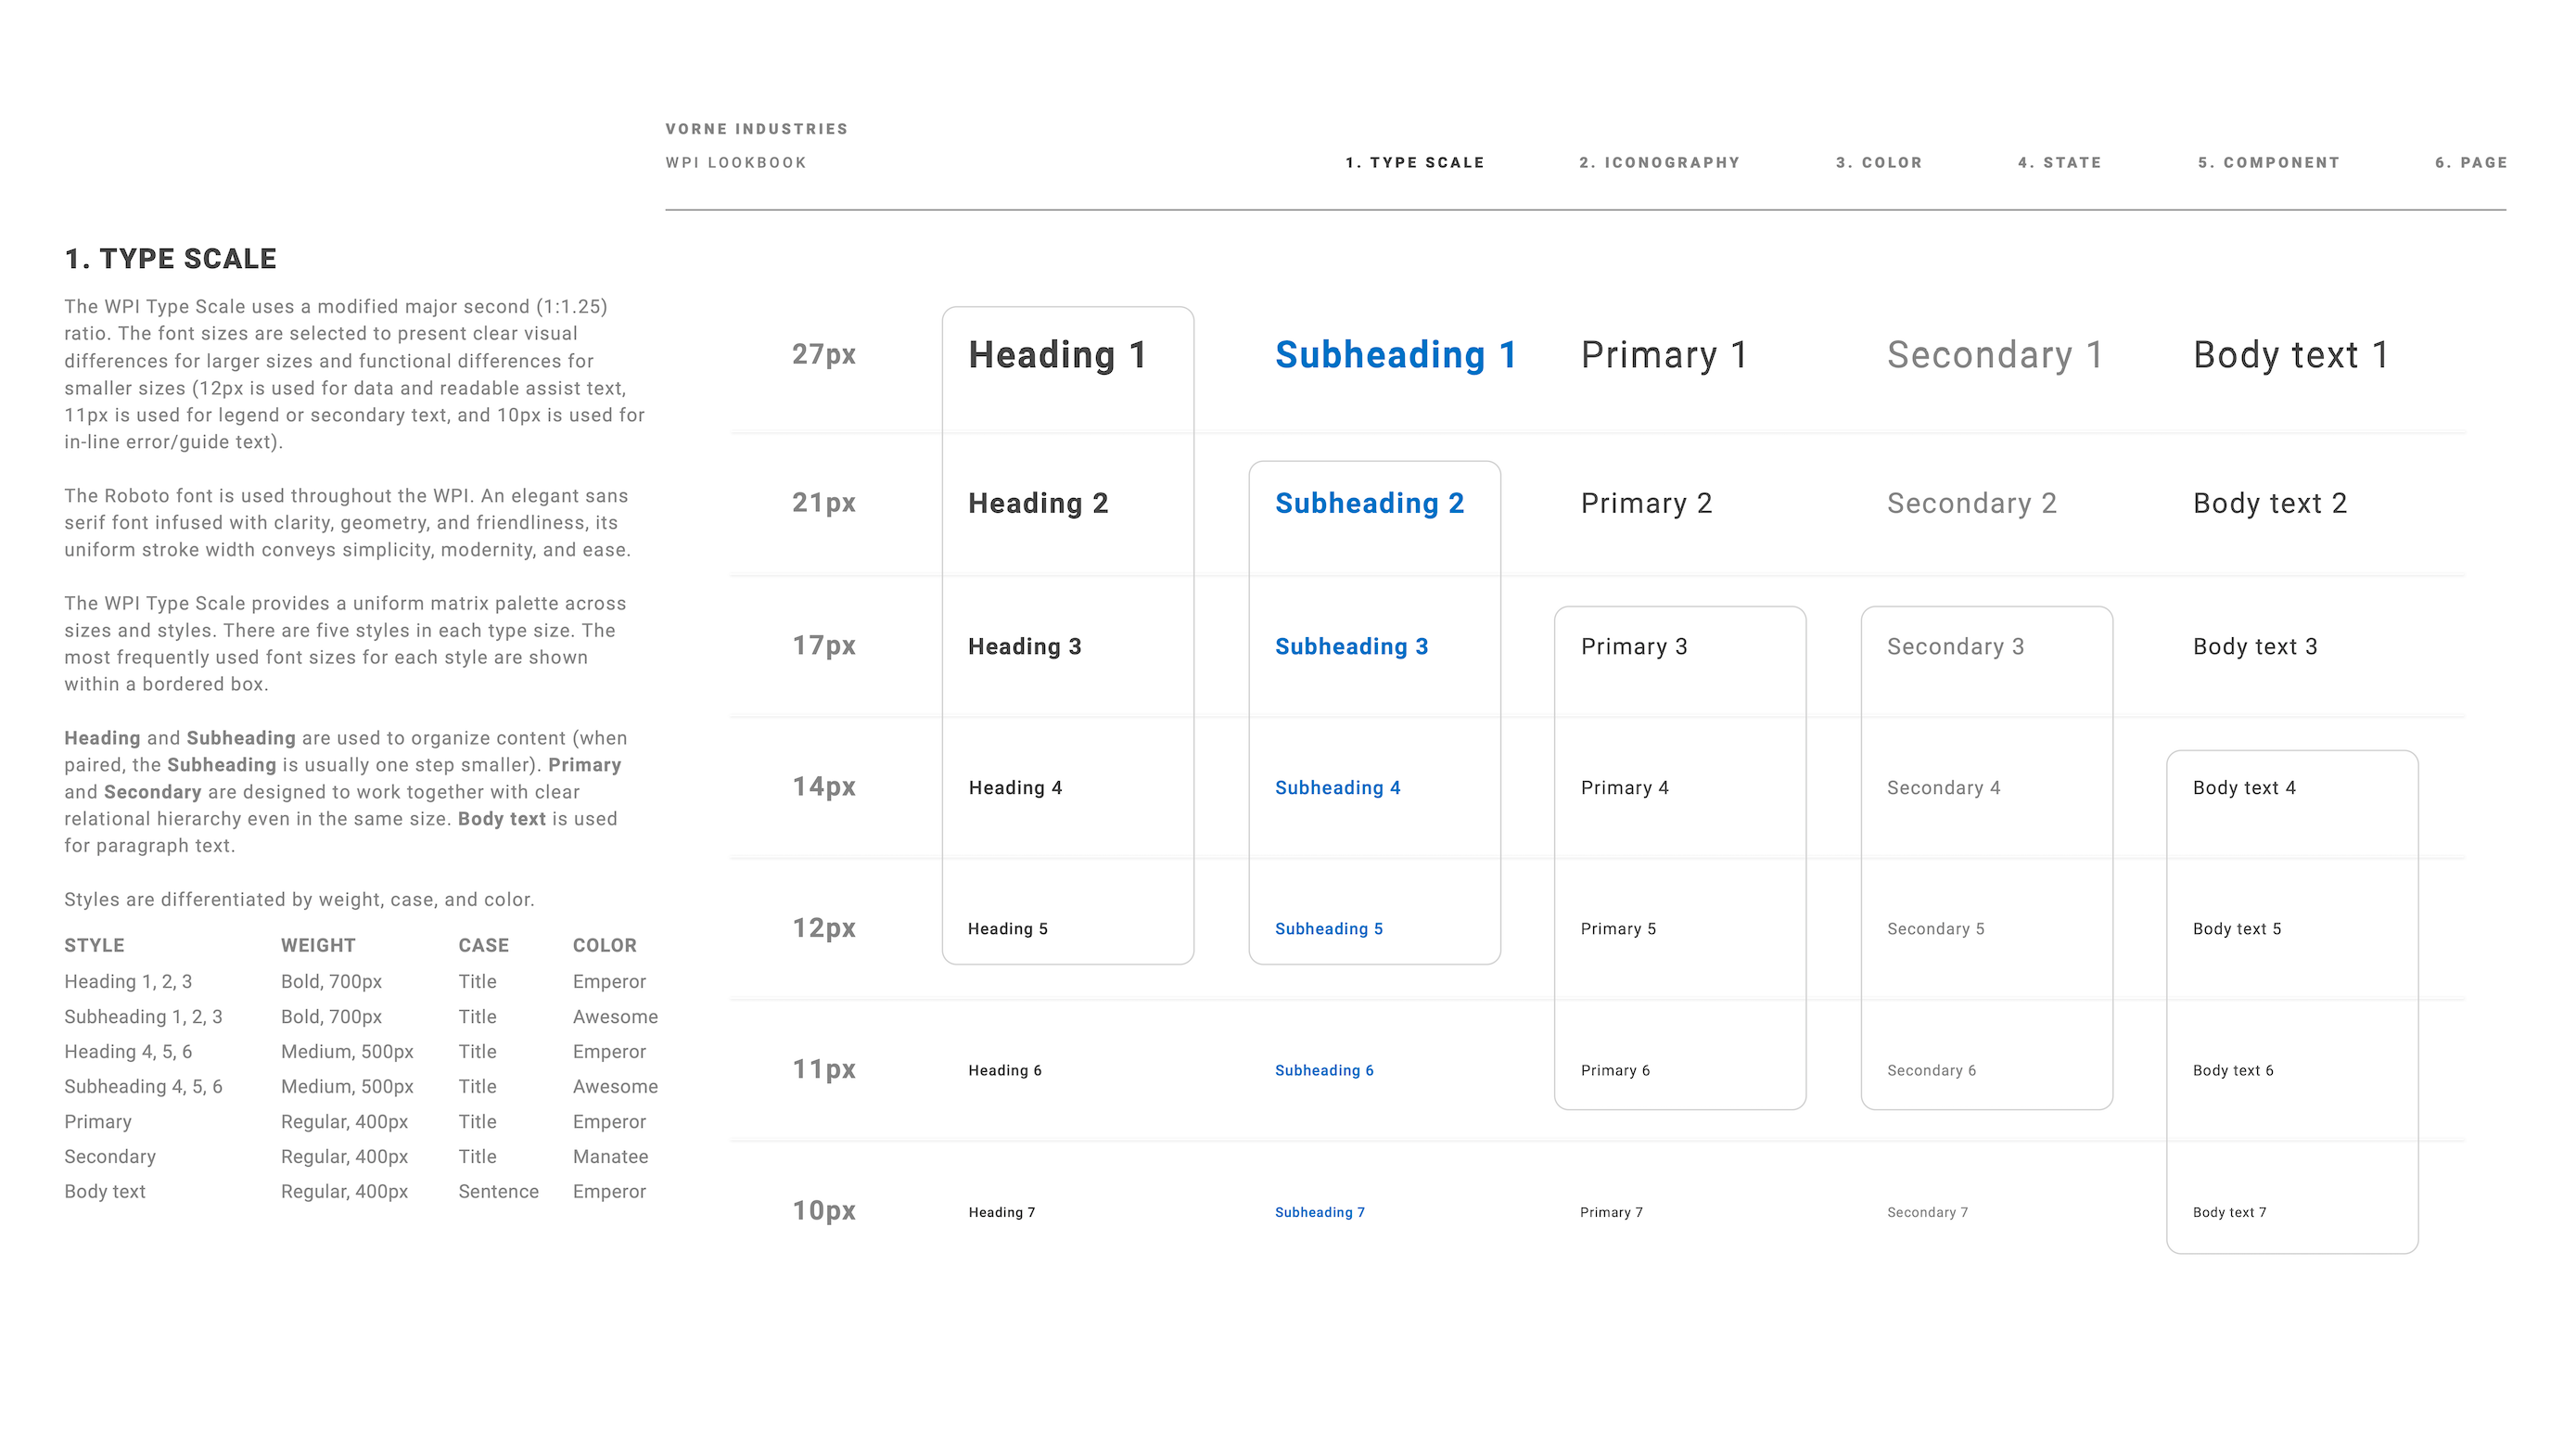 VORNE INDUSTRIES
WPI LOOKBOOK
1. TYPE SCALE 2. ICONOGRAPHY 3. COLOR 4. STATE 5. COMPONENT 6. PAGE
1. TYPE SCALE
The WPI Type Scale uses a modified major second (1:1.25)
ratio. The font sizes are selected to present clear visual
differences for larger sizes and functional differences for
smaller sizes (12px is used for data and readable assist text,
11px is used for legend or secondary text, and 10px is used for
in-line error/guide text).
The Roboto font is used throughout the WPI. An elegant sans
serif font infused with clarity, geometry, and friendliness, its
uniform stroke width conveys simplicity, modernity, and ease.
The WPI Type Scale provides a uniform matrix palette across
sizes and styles. There are five styles in each type size. The
most frequently used font sizes for each style are shown
within a bordered box.
Heading and Subheading are used to organize content (when
paired, the Subheading is usually one step smaller). Primary
and Secondary are designed to work together with clear
relational hierarchy even in the same size. Body text is used
for paragraph text.
Styles are differentiated by weight, case, and color.
STYLE WEIGHT CASE COLOR
Heading 1, 2, 3 Bold, 700px Title Emperor
Subheading 1, 2, 3 Bold, 700px Title Awesome
Heading 4, 5, 6 Medium, 500px Title Emperor
Subheading 4, 5, 6 Medium, 500px Title Awesome
Primary Regular, 400px Title Emperor
Secondary Regular, 400px Title Manatee
Body text Regular, 400px Sentence Emperor
27px Heading 1 Subheading 1 Primary 1 Secondary 1 Body text 1
21px Heading 2 Subheading 2 Primary 2 Secondary 2 Body text 2
17px Heading 3 Subheading 3 Primary 3 Secondary 3 Body text 3
14px Heading 4 Subheading 4 Primary 4 Secondary 4 Body text 4
12px Heading 5 Subheading 5 Primary 5 Secondary 5 Body text 5
11px Heading 6 Subheading 6 Primary 6 Secondary 6 Body text 6
10px Heading 7 Subheading 7 Primary 7 Secondary 7 Body text 7